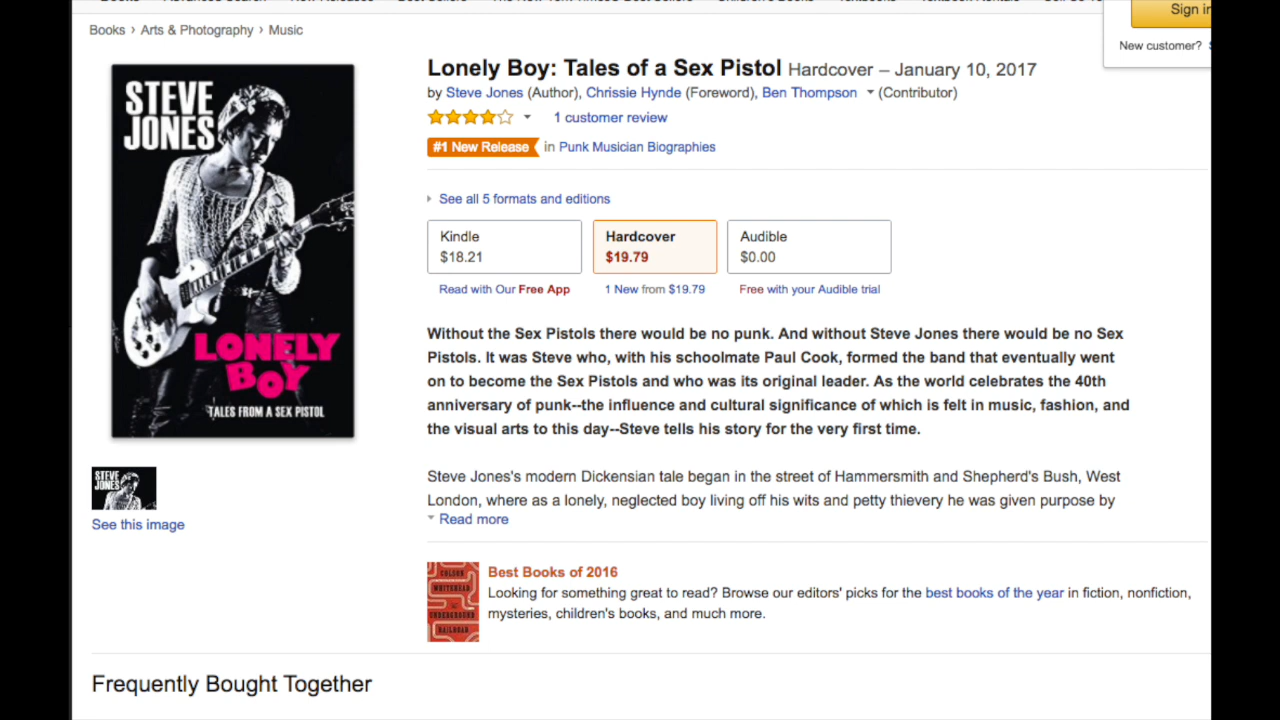 Sign in
New customer?
Books › Arts & Photography › Music
STEVE
JONES
LONELY
BOY
TALES FROM A SEX PISTOL
STEVE
JONES
See this image
Lonely Boy: Tales of a Sex Pistol Hardcover – January 10, 2017
by Steve Jones (Author), Chrissie Hynde (Foreword), Ben Thompson (Contributor)
1 customer review
#1 New Release in Punk Musician Biographies
See all 5 formats and editions
Kindle
$18.21
Read with Our Free App
Hardcover
$19.79
1 New from $19.79
Audible
$0.00
Free with your Audible trial
Without the Sex Pistols there would be no punk. And without Steve Jones there would be no Sex
Pistols. It was Steve who, with his schoolmate Paul Cook, formed the band that eventually went
on to become the Sex Pistols and who was its original leader. As the world celebrates the 40th
anniversary of punk--the influence and cultural significance of which is felt in music, fashion, and
the visual arts to this day--Steve tells his story for the very first time.
Steve Jones's modern Dickensian tale began in the street of Hammersmith and Shepherd's Bush, West
London, where as a lonely, neglected boy living off his wits and petty thievery he was given purpose by
Read more
COLSON
WHITEHEAD
THE
UNDERGROUND
RAILROAD
Best Books of 2016
Looking for something great to read? Browse our editors' picks for the best books of the year in fiction, nonfiction,
mysteries, children's books, and much more.
Frequently Bought Together